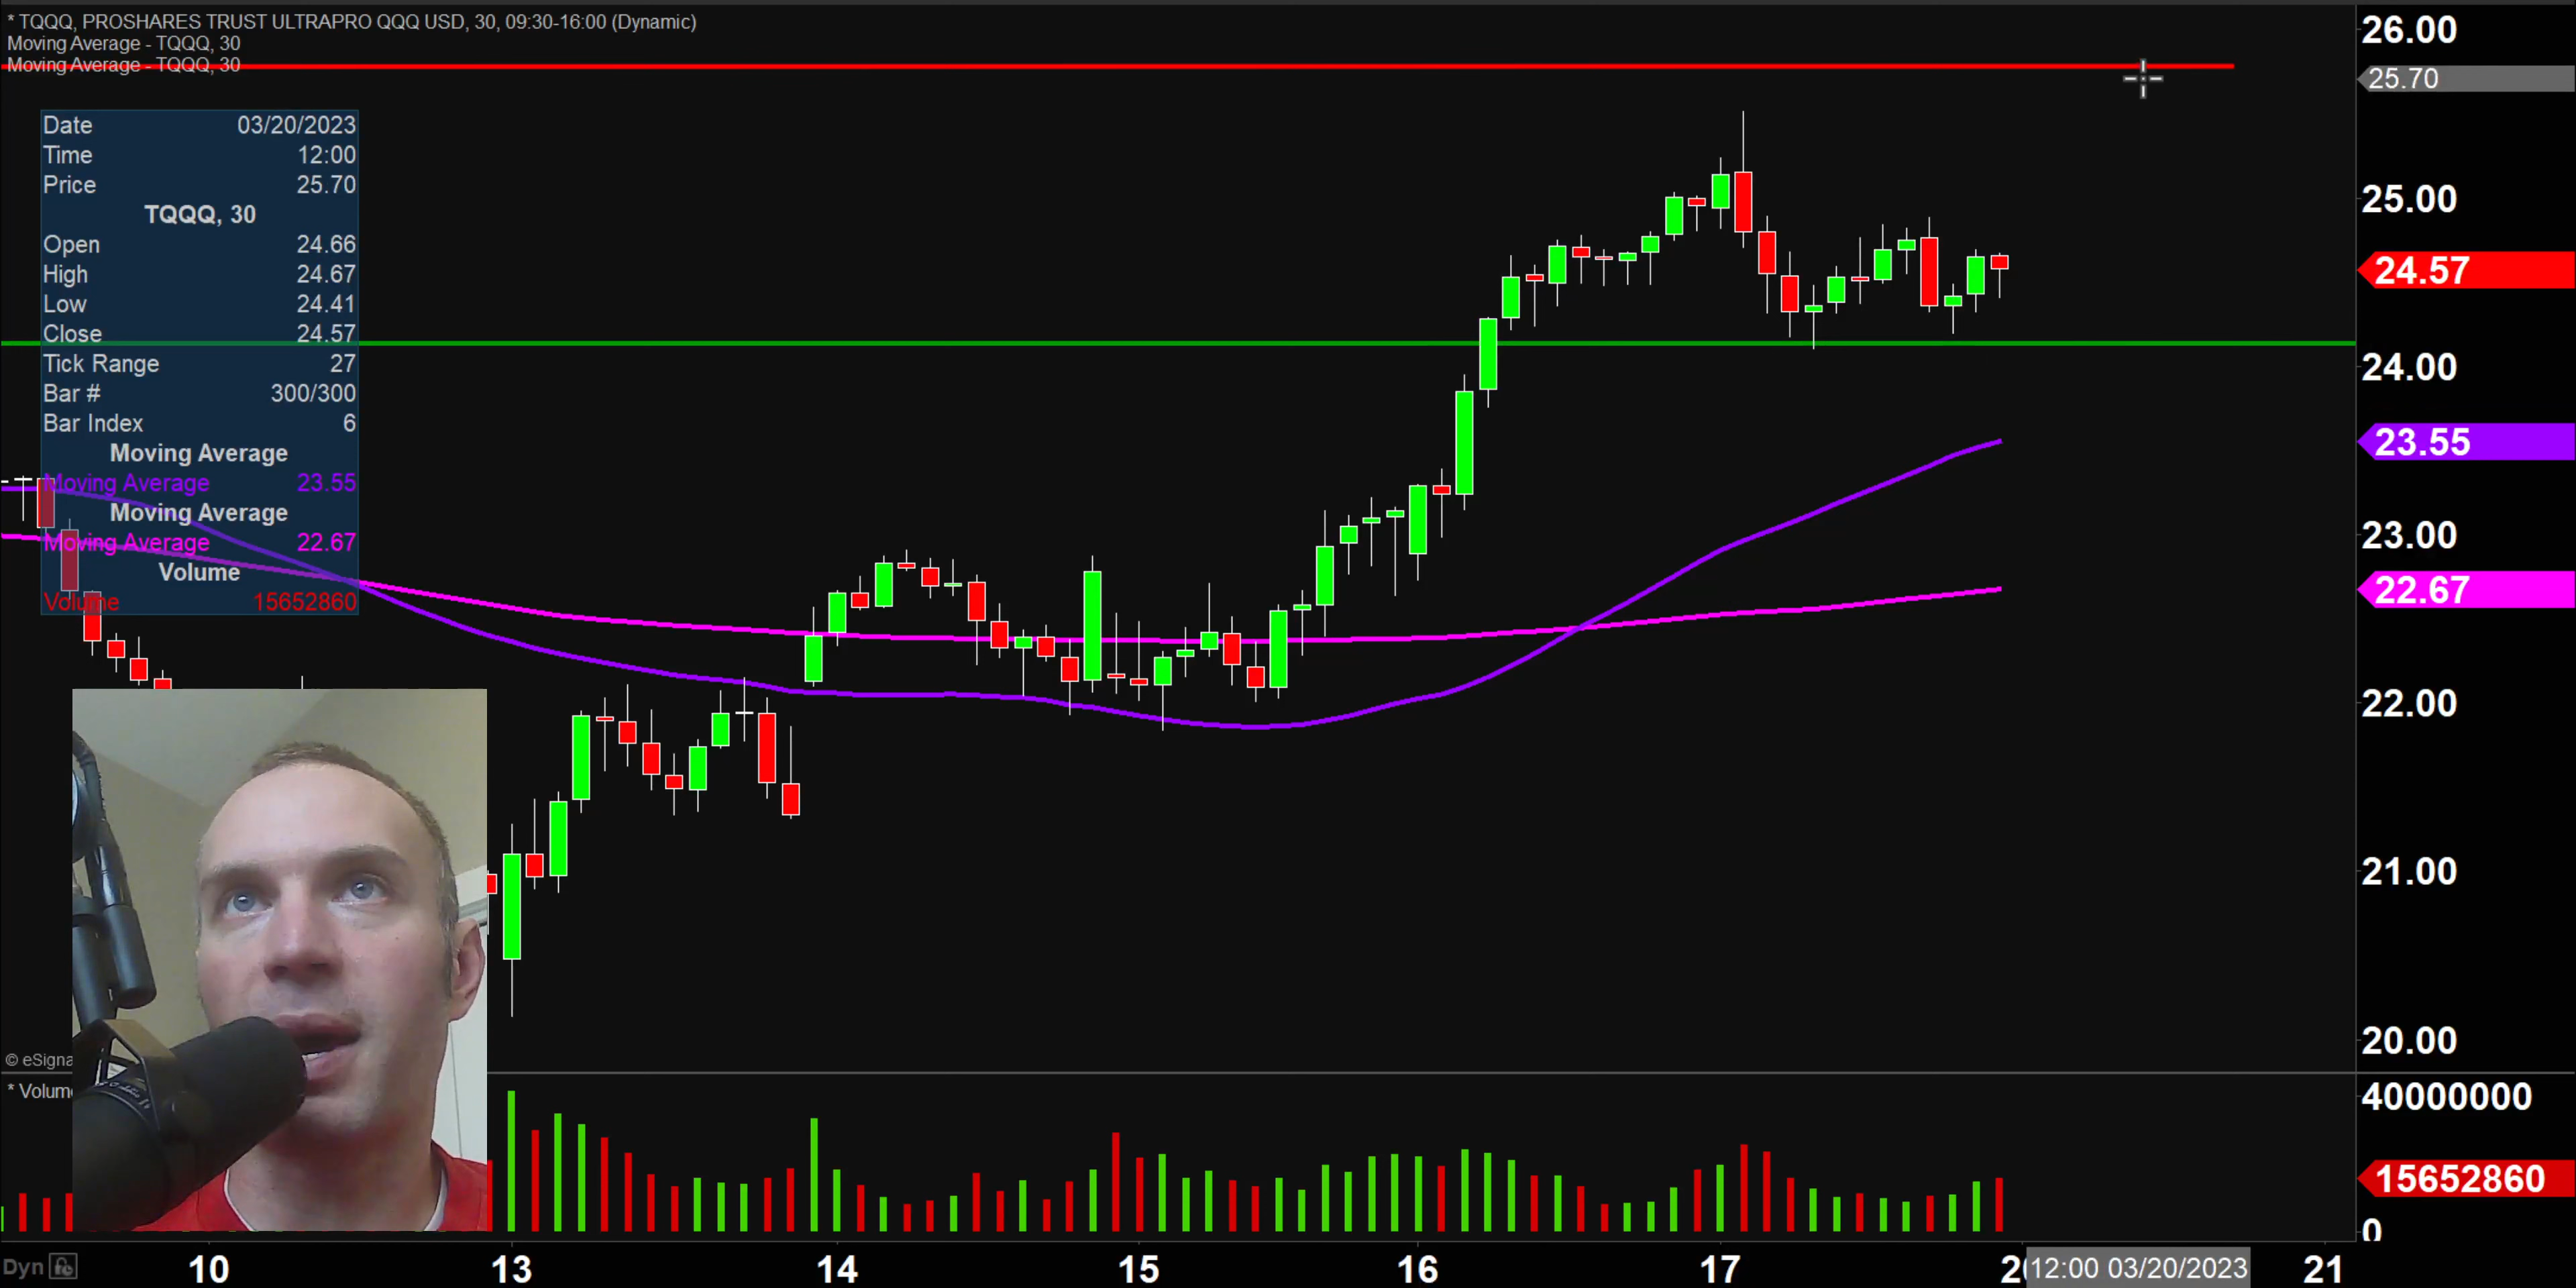 * TQQQ, PROSHARES TRUST ULTRAPRO QQQ USD, 30, 09:30-16:00 (Dynamic)
Moving Average - TQQQ, 30
Moving Average - TQQQ, 30
Date 03/20/2023
Time 12:00
Price 25.70
TQQQ, 30
Open 24.66
High 24.67
Low 24.41
Close 24.57
Tick Range 27
Bar # 300/300
Bar Index 6
Moving Average
Moving Average 23.55
Moving Average
Moving Average 22.67
Volume
Volume 15652860
26.00
25.70
25.00
24.57
24.00
23.55
23.00
22.67
22.00
21.00
20.00
© eSigna
* Volum
40000000
15652860
0
Dyn
10 13 14 15 16 17 20 12:00 03/20/2023 21